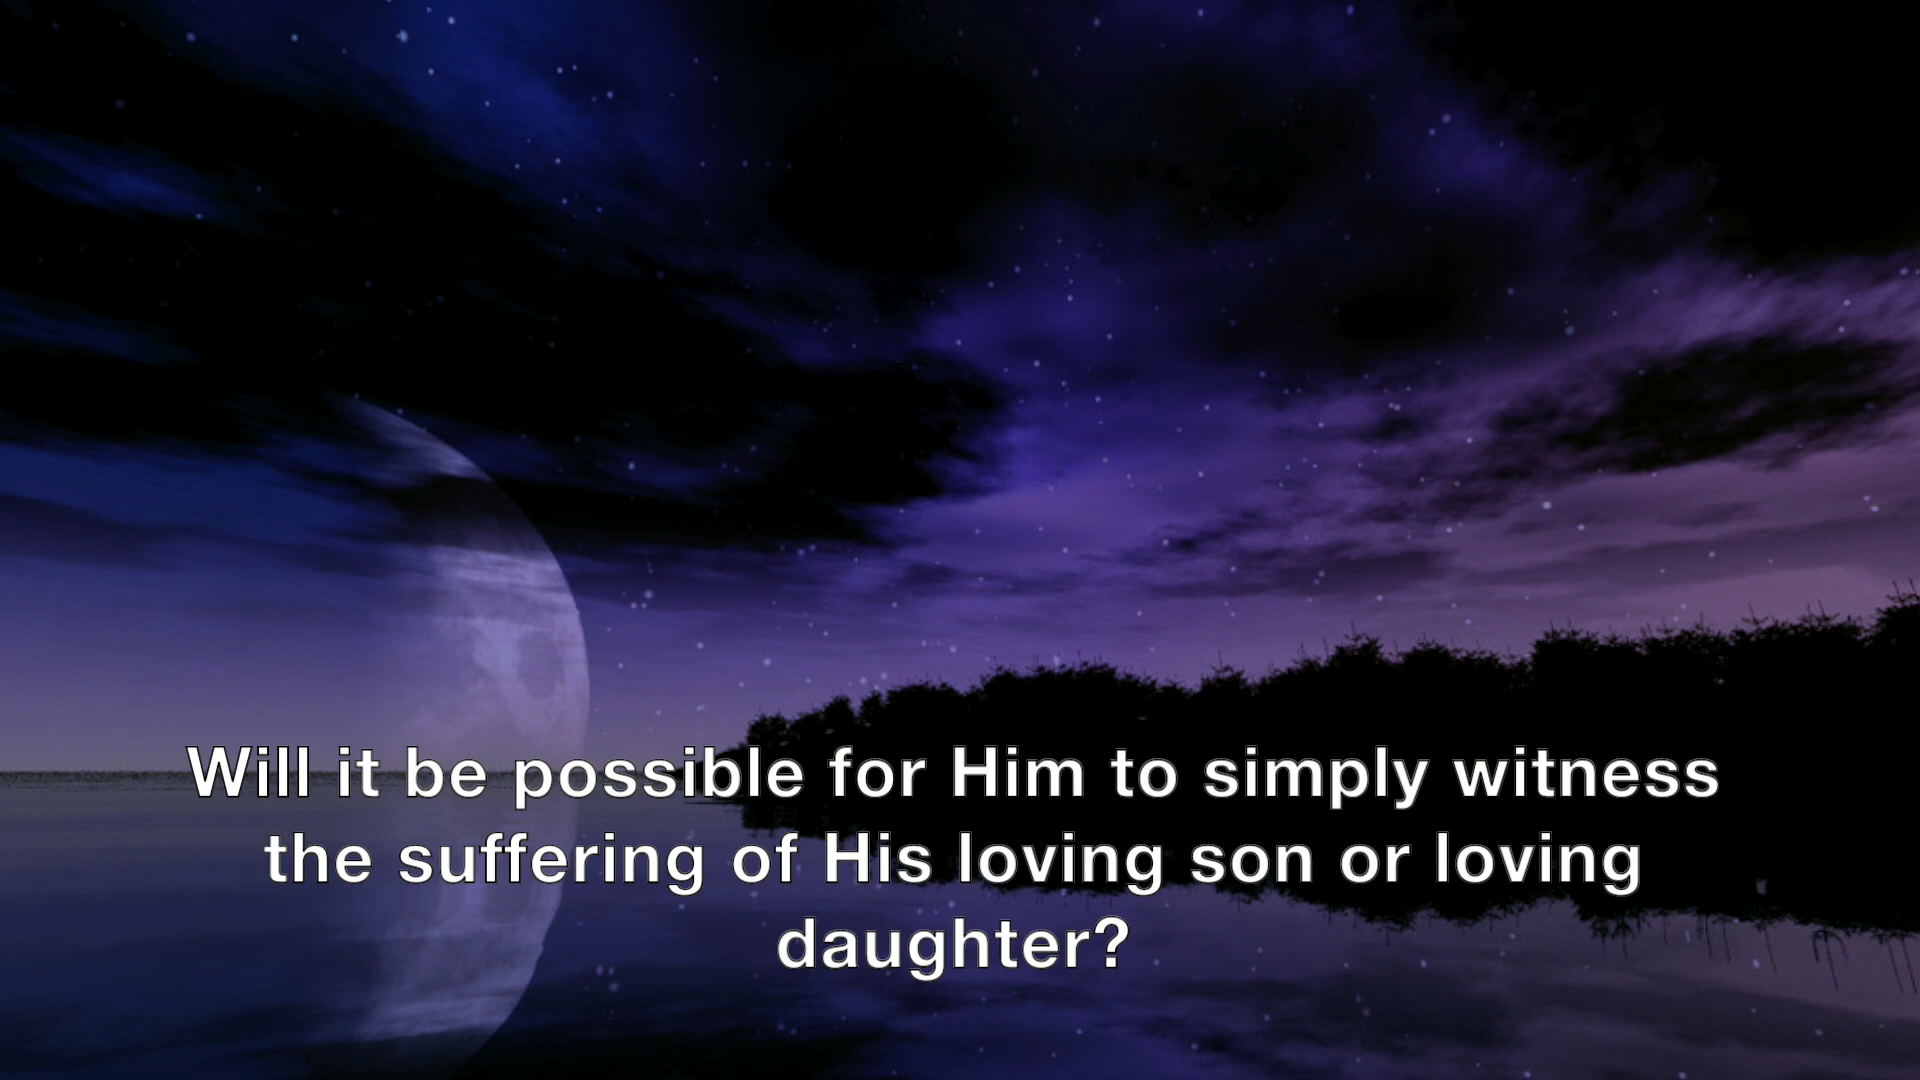 Will it be possible for Him to simply witness
the suffering of His loving son or loving
daughter?